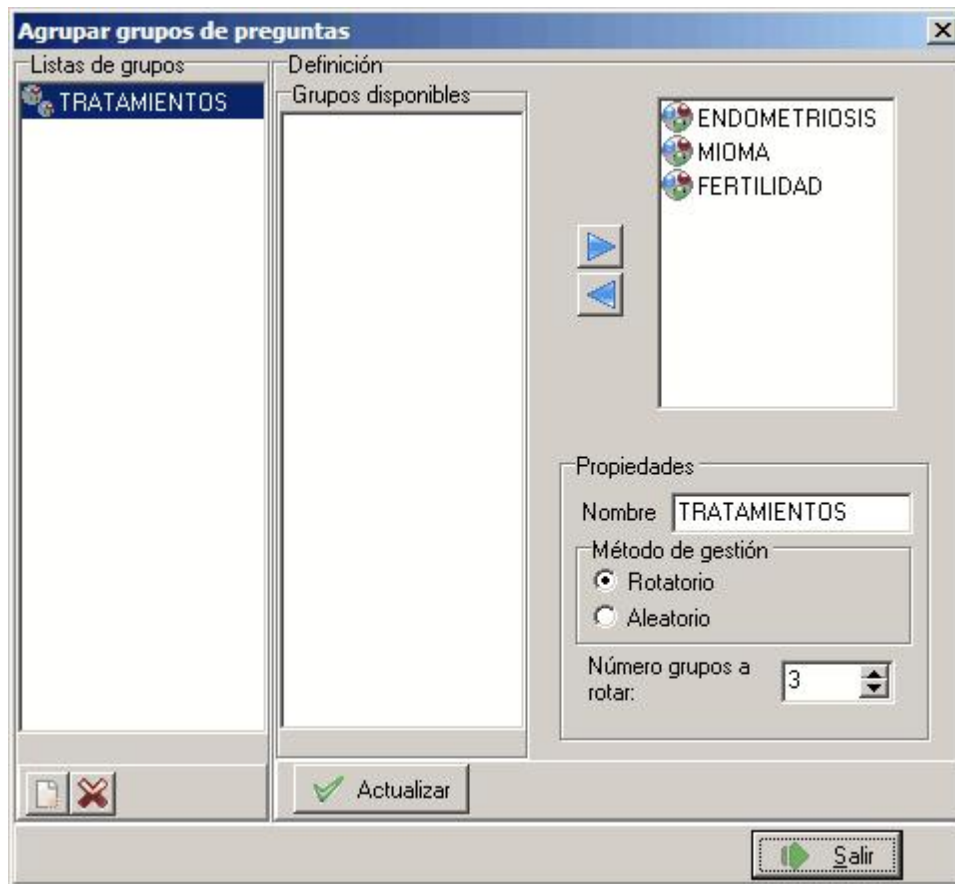 Agrupar grupos de preguntas
Listas de grupos
TRATAMIENTOS
Definición
Grupos disponibles
ENDOMETRIOSIS
MIOMA
FERTILIDAD
Propiedades
Nombre TRATAMIENTOS
Método de gestión
Rotatorio
Aleatorio
Número grupos a
rotar: 3
Actualizar
Salir